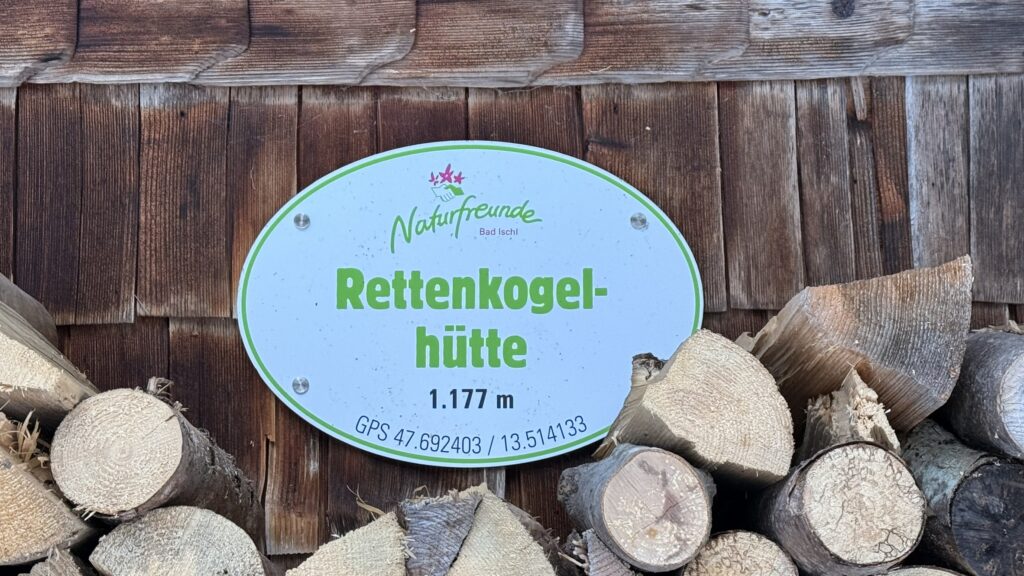 Naturfreunde
Bad Ischl
Rettenkogel-
hütte
1.177 m
GPS 47.692403 / 13.514133